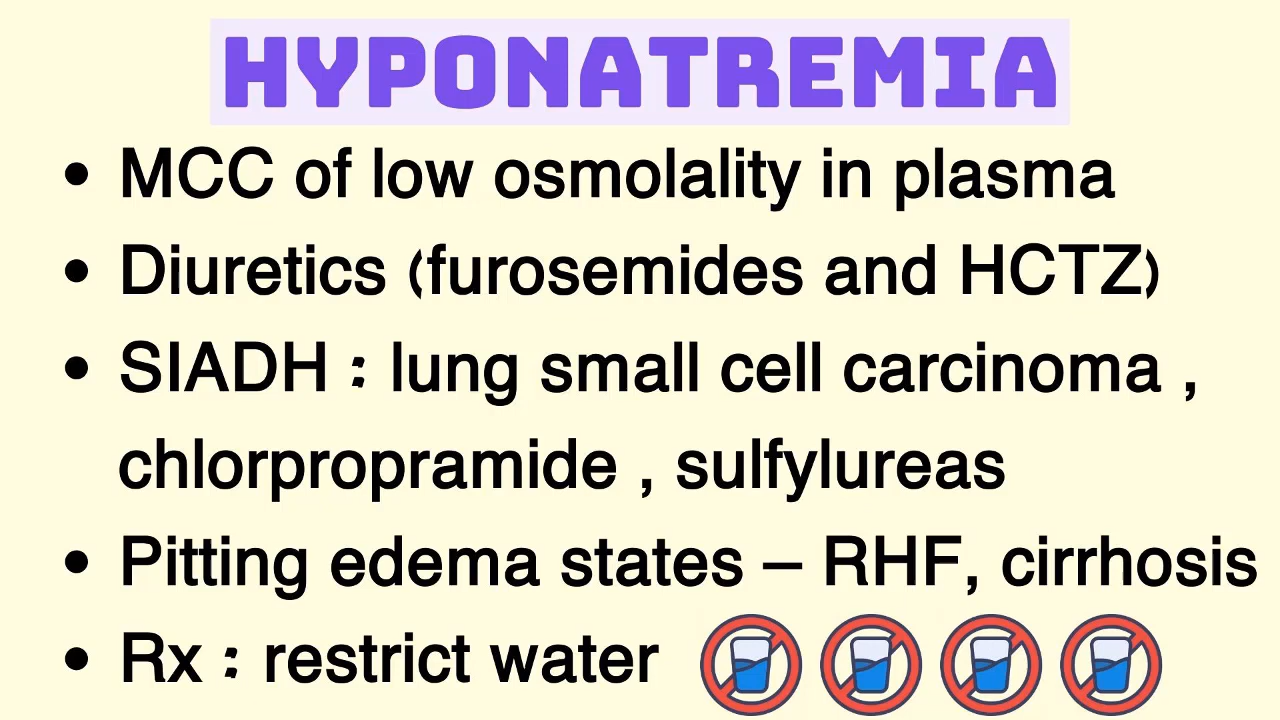 HYPONATREMIA
• MCC of low osmolality in plasma
• Diuretics (furosemides and HCTZ)
• SIADH : lung small cell carcinoma ,
chlorpropramide , sulfylureas
• Pitting edema states – RHF, cirrhosis
• Rx : restrict water